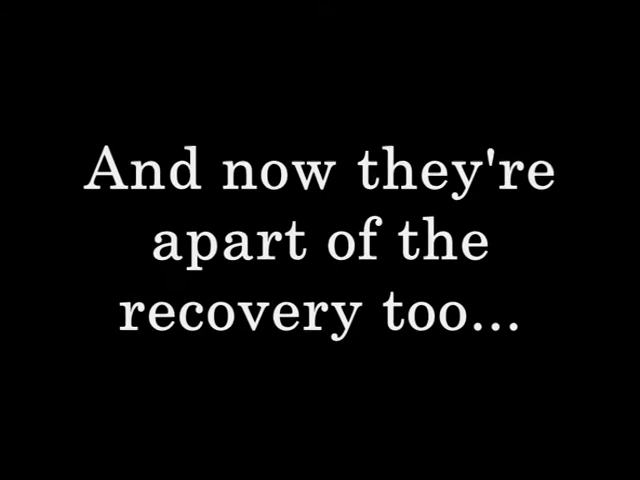 And now they're
apart of the
recovery too...